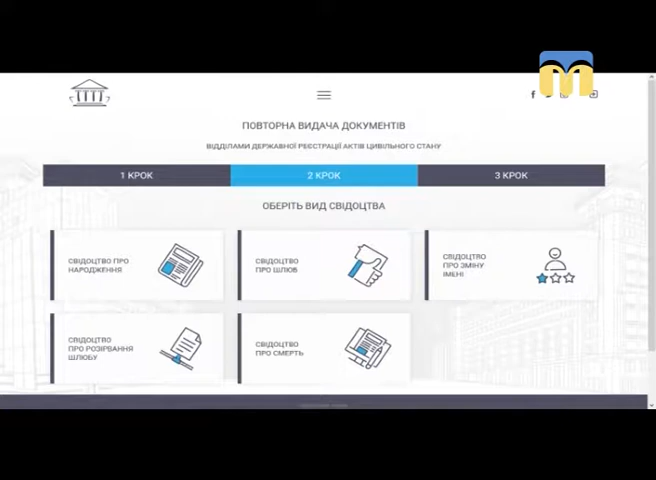 ПОВТОРНА ВИДАЧА ДОКУМЕНТІВ
ВІДДІЛАМИ ДЕРЖАВНОЇ РЕЄСТРАЦІЇ АКТІВ ЦИВІЛЬНОГО СТАНУ
1 КРОК
2 КРОК
3 КРОК
ОБЕРІТЬ ВИД СВІДОЦТВА
СВІДОЦТВО ПРО
НАРОДЖЕННЯ
СВІДОЦТВО
ПРО ШЛЮБ
СВІДОЦТВО
ПРО ЗМІНУ
ІМЕНІ
СВІДОЦТВО
ПРО РОЗІРВАННЯ
ШЛЮБУ
СВІДОЦТВО
ПРО СМЕРТЬ